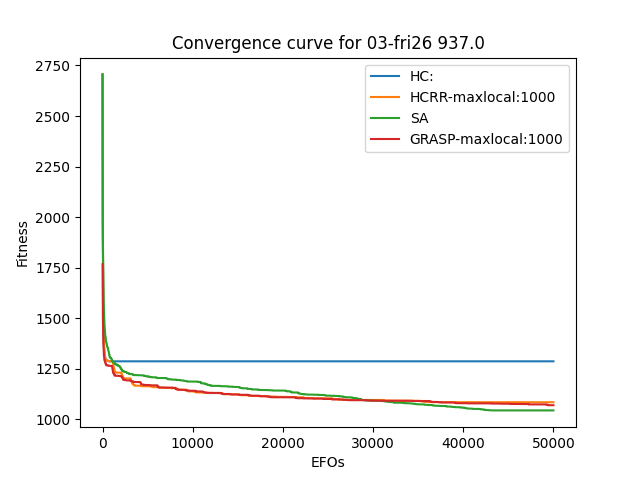 Convergence curve for 03-fri26 937.0
HC:
HCRR-maxlocal:1000
SA
GRASP-maxlocal:1000
Fitness
2750
2500
2250
2000
1750
1500
1250
1000
0 10000 20000 30000 40000 50000
EFOs